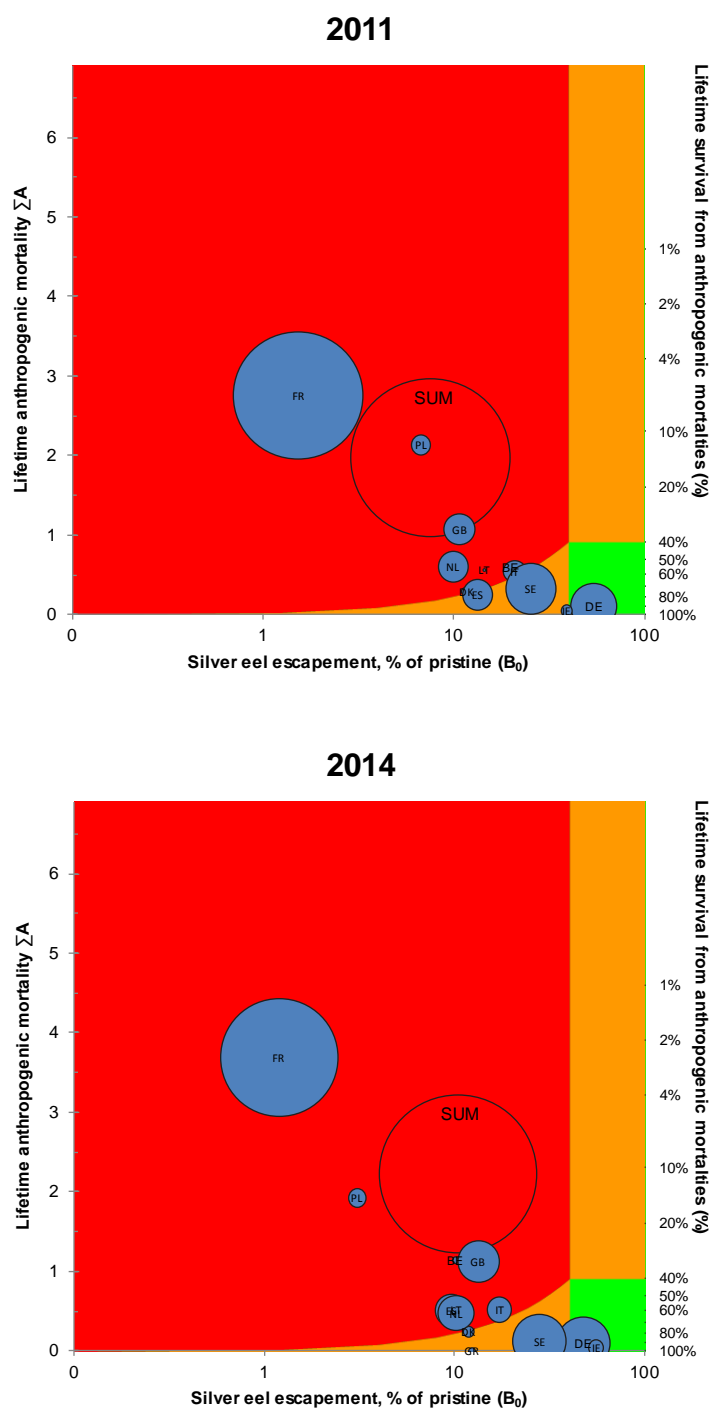 2011
Lifetime anthropogenic mortality ∑A
Lifetime survival from anthropogenic mortalties (%)
6
5
4
3
2
1
0
1%
2%
4%
10%
20%
40%
50%
60%
80%
100%
FR
SUM
PL
GB
NL
BE
DK
ES
SE
IE
DE
0
1
10
100
Silver eel escapement, % of pristine (B₀)
2014
Lifetime anthropogenic mortality ∑A
Lifetime survival from anthropogenic mortalties (%)
6
5
4
3
2
1
0
1%
2%
4%
10%
20%
40%
50%
60%
80%
100%
FR
SUM
PL
BE
GB
NL
IT
DK
GR
SE
DE
IE
0
1
10
100
Silver eel escapement, % of pristine (B₀)